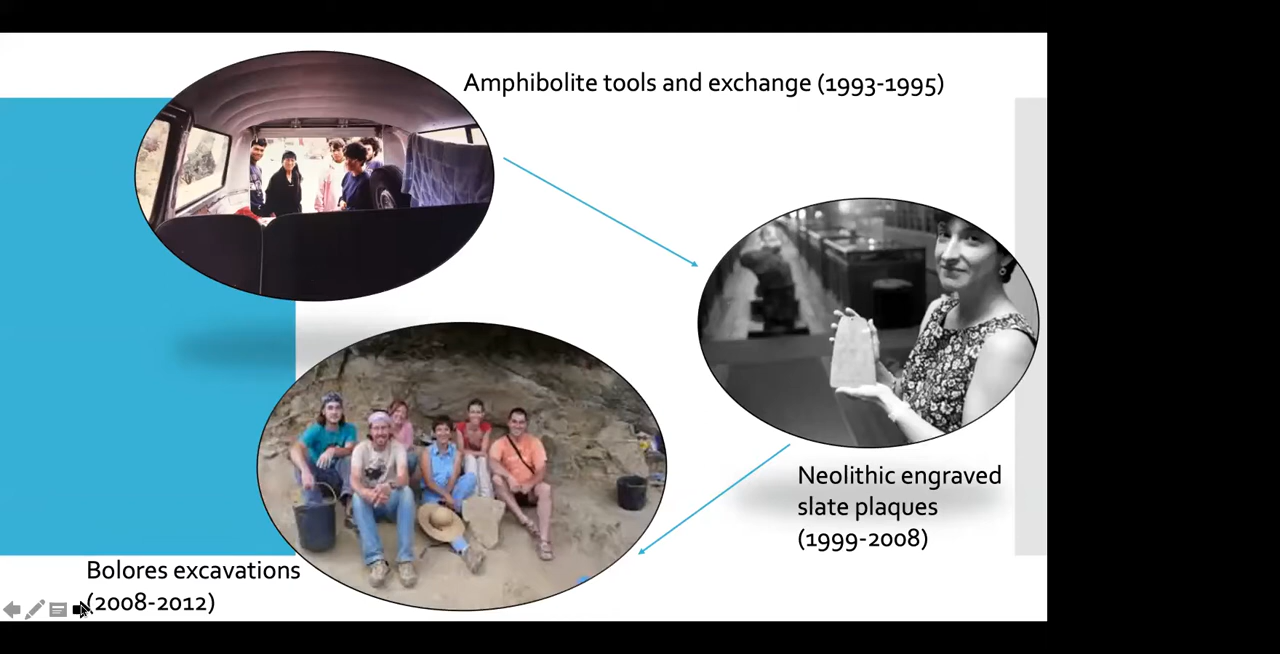 Amphibolite tools and exchange (1993-1995)
Neolithic engraved
slate plaques
(1999-2008)
Bolores excavations
(2008-2012)